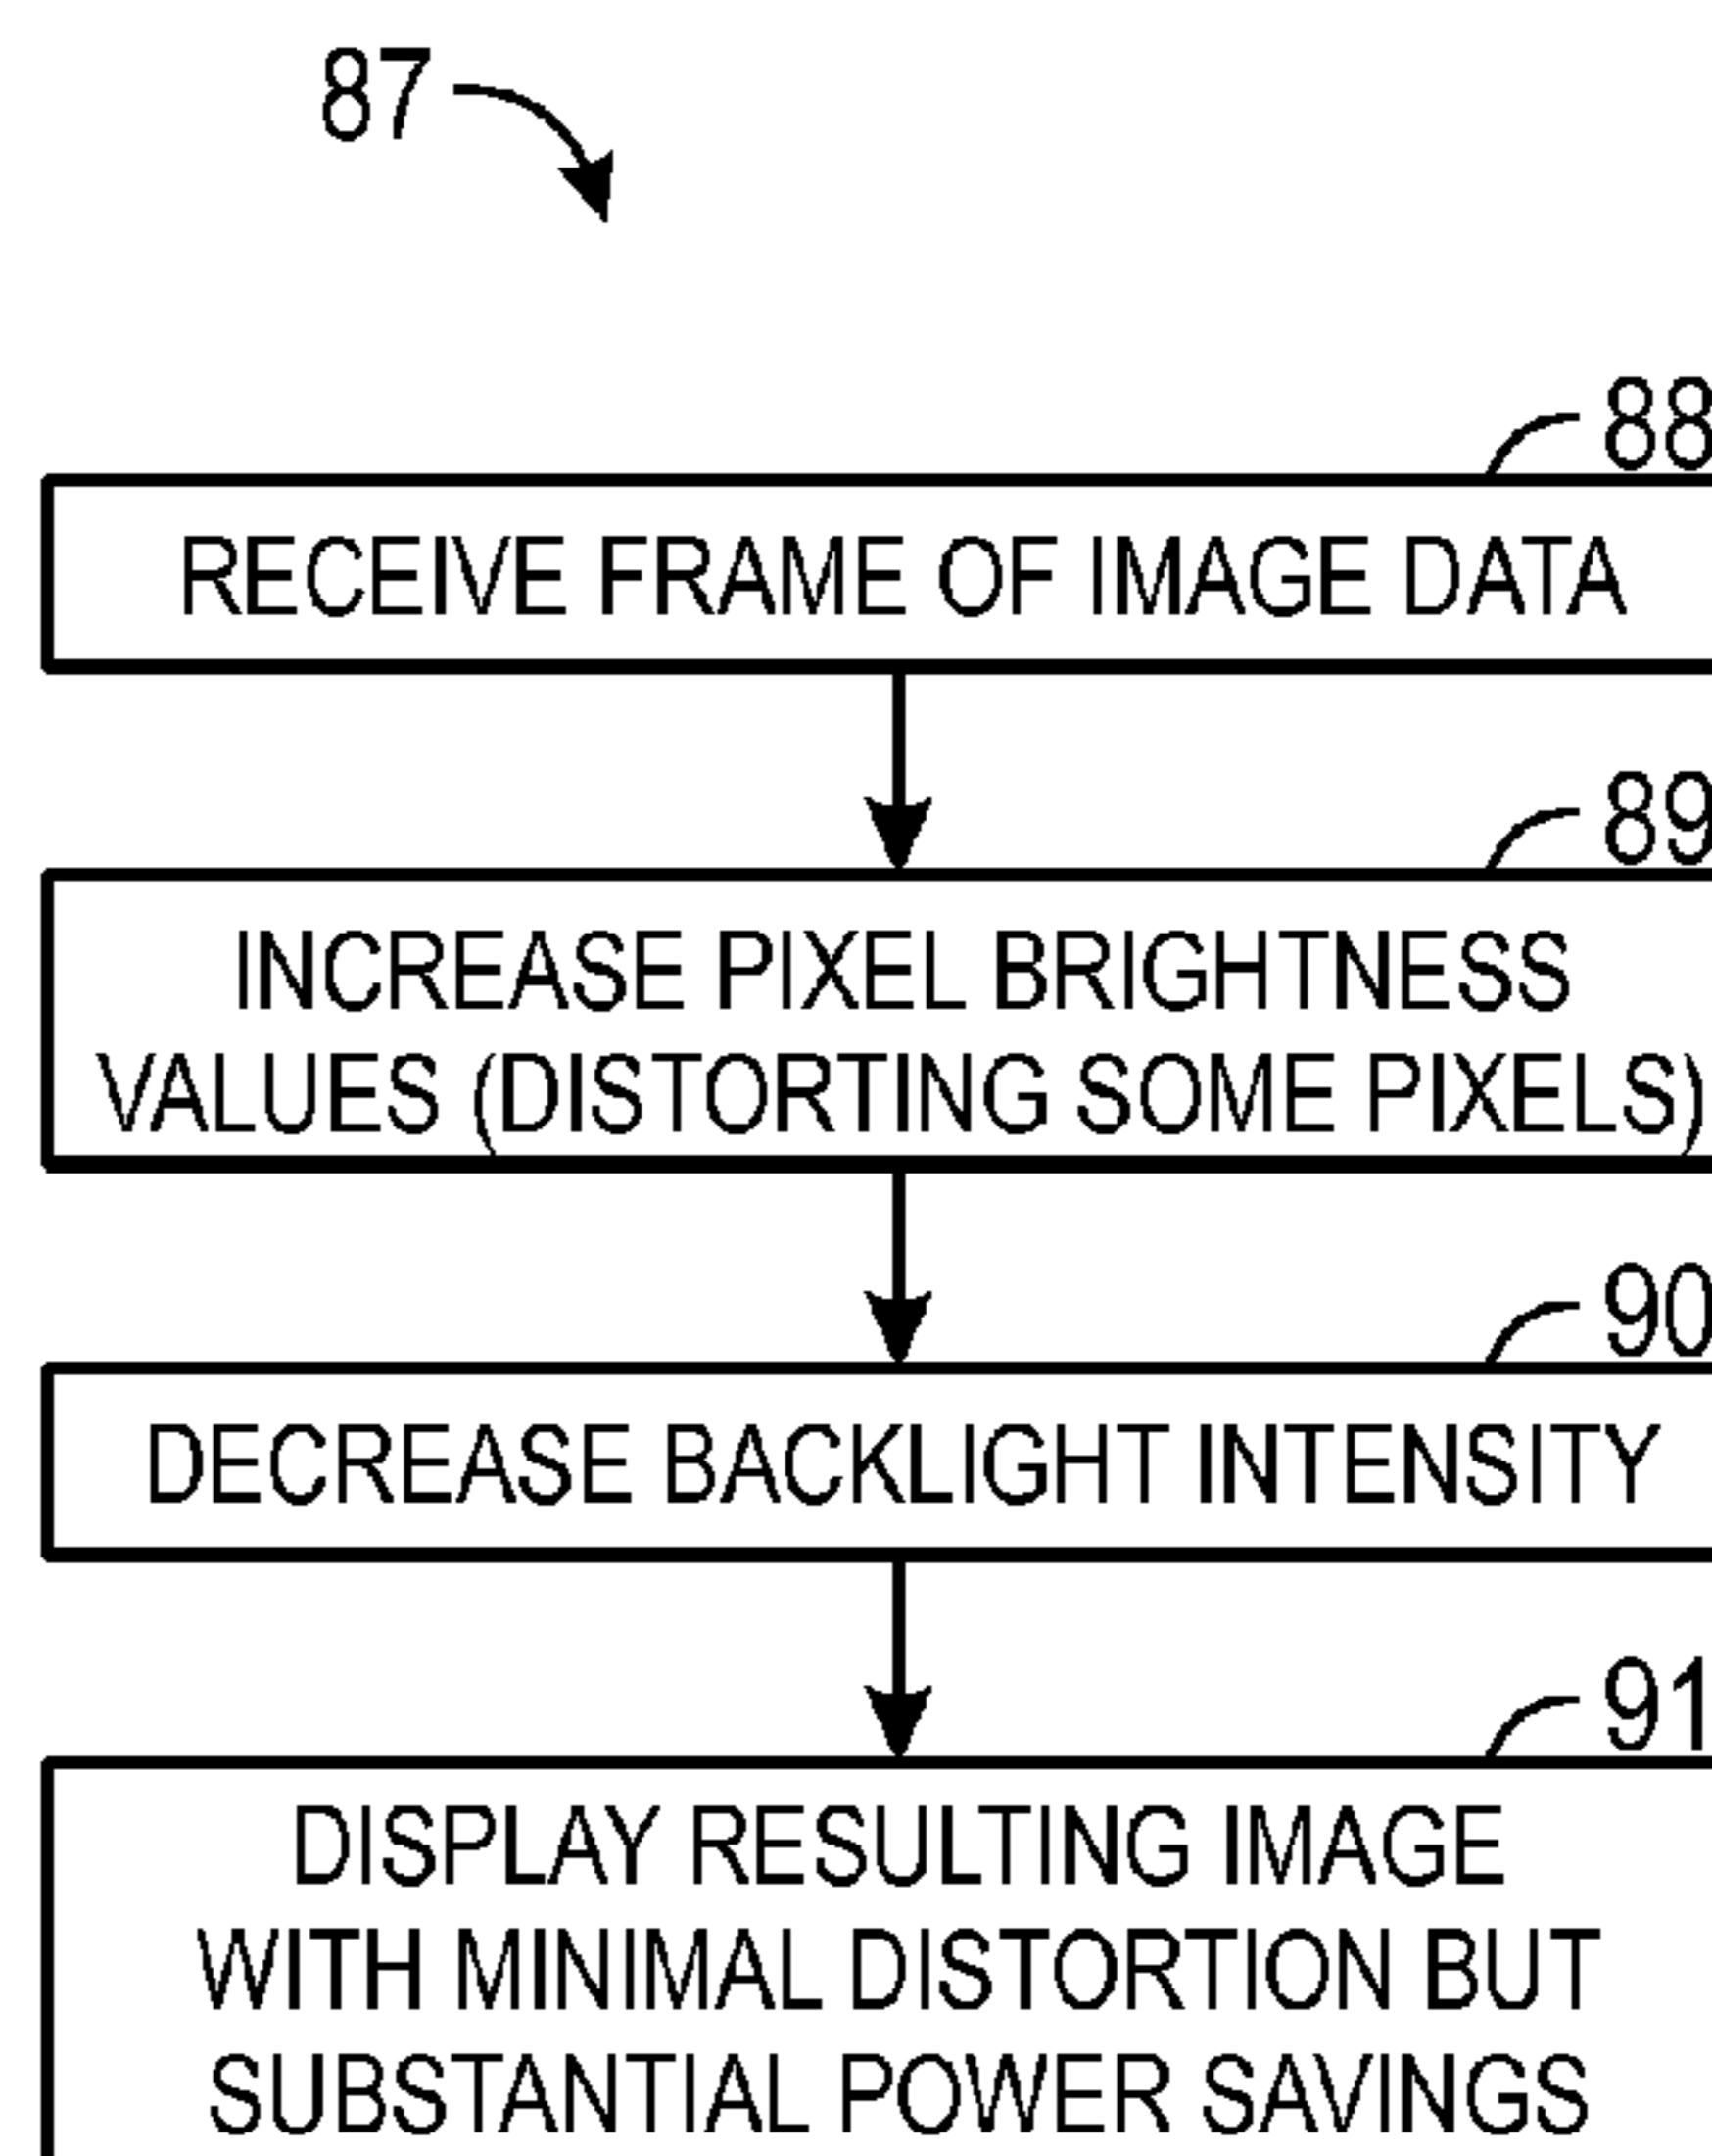 87
88
RECEIVE FRAME OF IMAGE DATA
89
INCREASE PIXEL BRIGHTNESS
VALUES (DISTORTING SOME PIXELS)
90
DECREASE BACKLIGHT INTENSITY
91
DISPLAY RESULTING IMAGE
WITH MINIMAL DISTORTION BUT
SUBSTANTIAL POWER SAVINGS